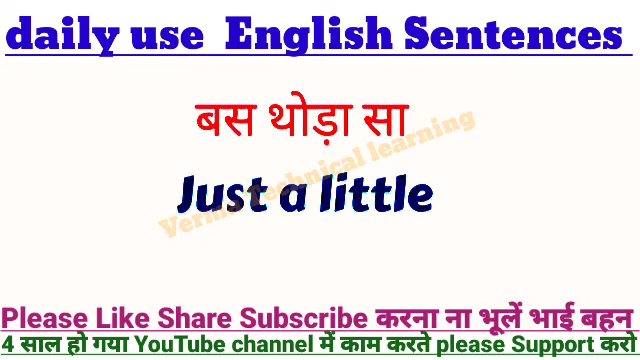 daily use English Sentences
बस थोड़ा सा
Just a little
Verma Technical learning
Please Like Share Subscribe करना ना भूलें भाई बहन
4 साल हो गया YouTube channel में काम करते please Support करो